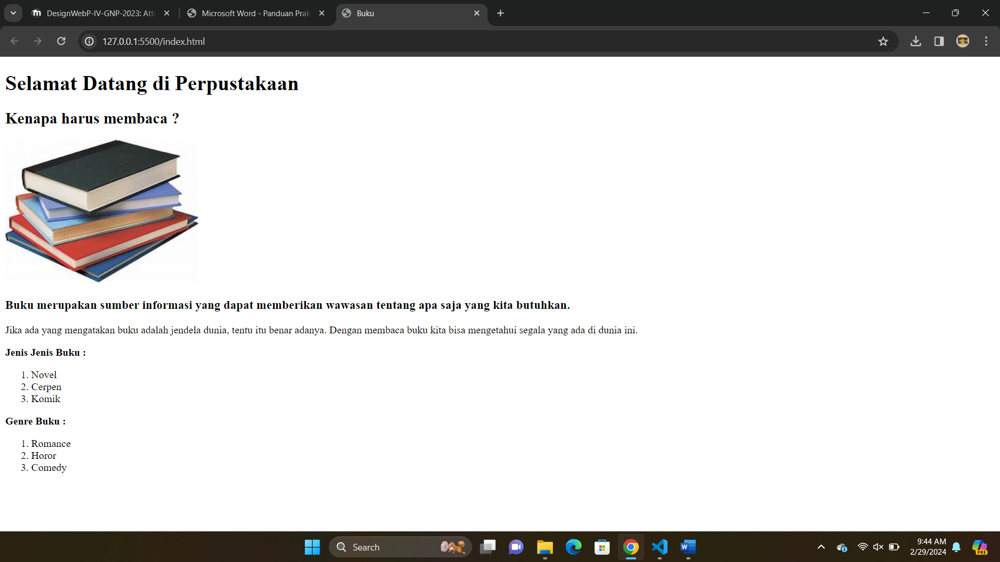 DesignWebP-IV-GNP-2023: Att
Microsoft Word - Panduan Prak
Buku
127.0.0.1:5500/index.html
Selamat Datang di Perpustakaan
Kenapa harus membaca ?
Buku merupakan sumber informasi yang dapat memberikan wawasan tentang apa saja yang kita butuhkan.
Jika ada yang mengatakan buku adalah jendela dunia, tentu itu benar adanya. Dengan membaca buku kita bisa mengetahui segala yang ada di dunia ini.
Jenis Jenis Buku :
1. Novel
2. Cerpen
3. Komik
Genre Buku :
1. Romance
2. Horor
3. Comedy
Search
9:44 AM
2/29/2024
PRE